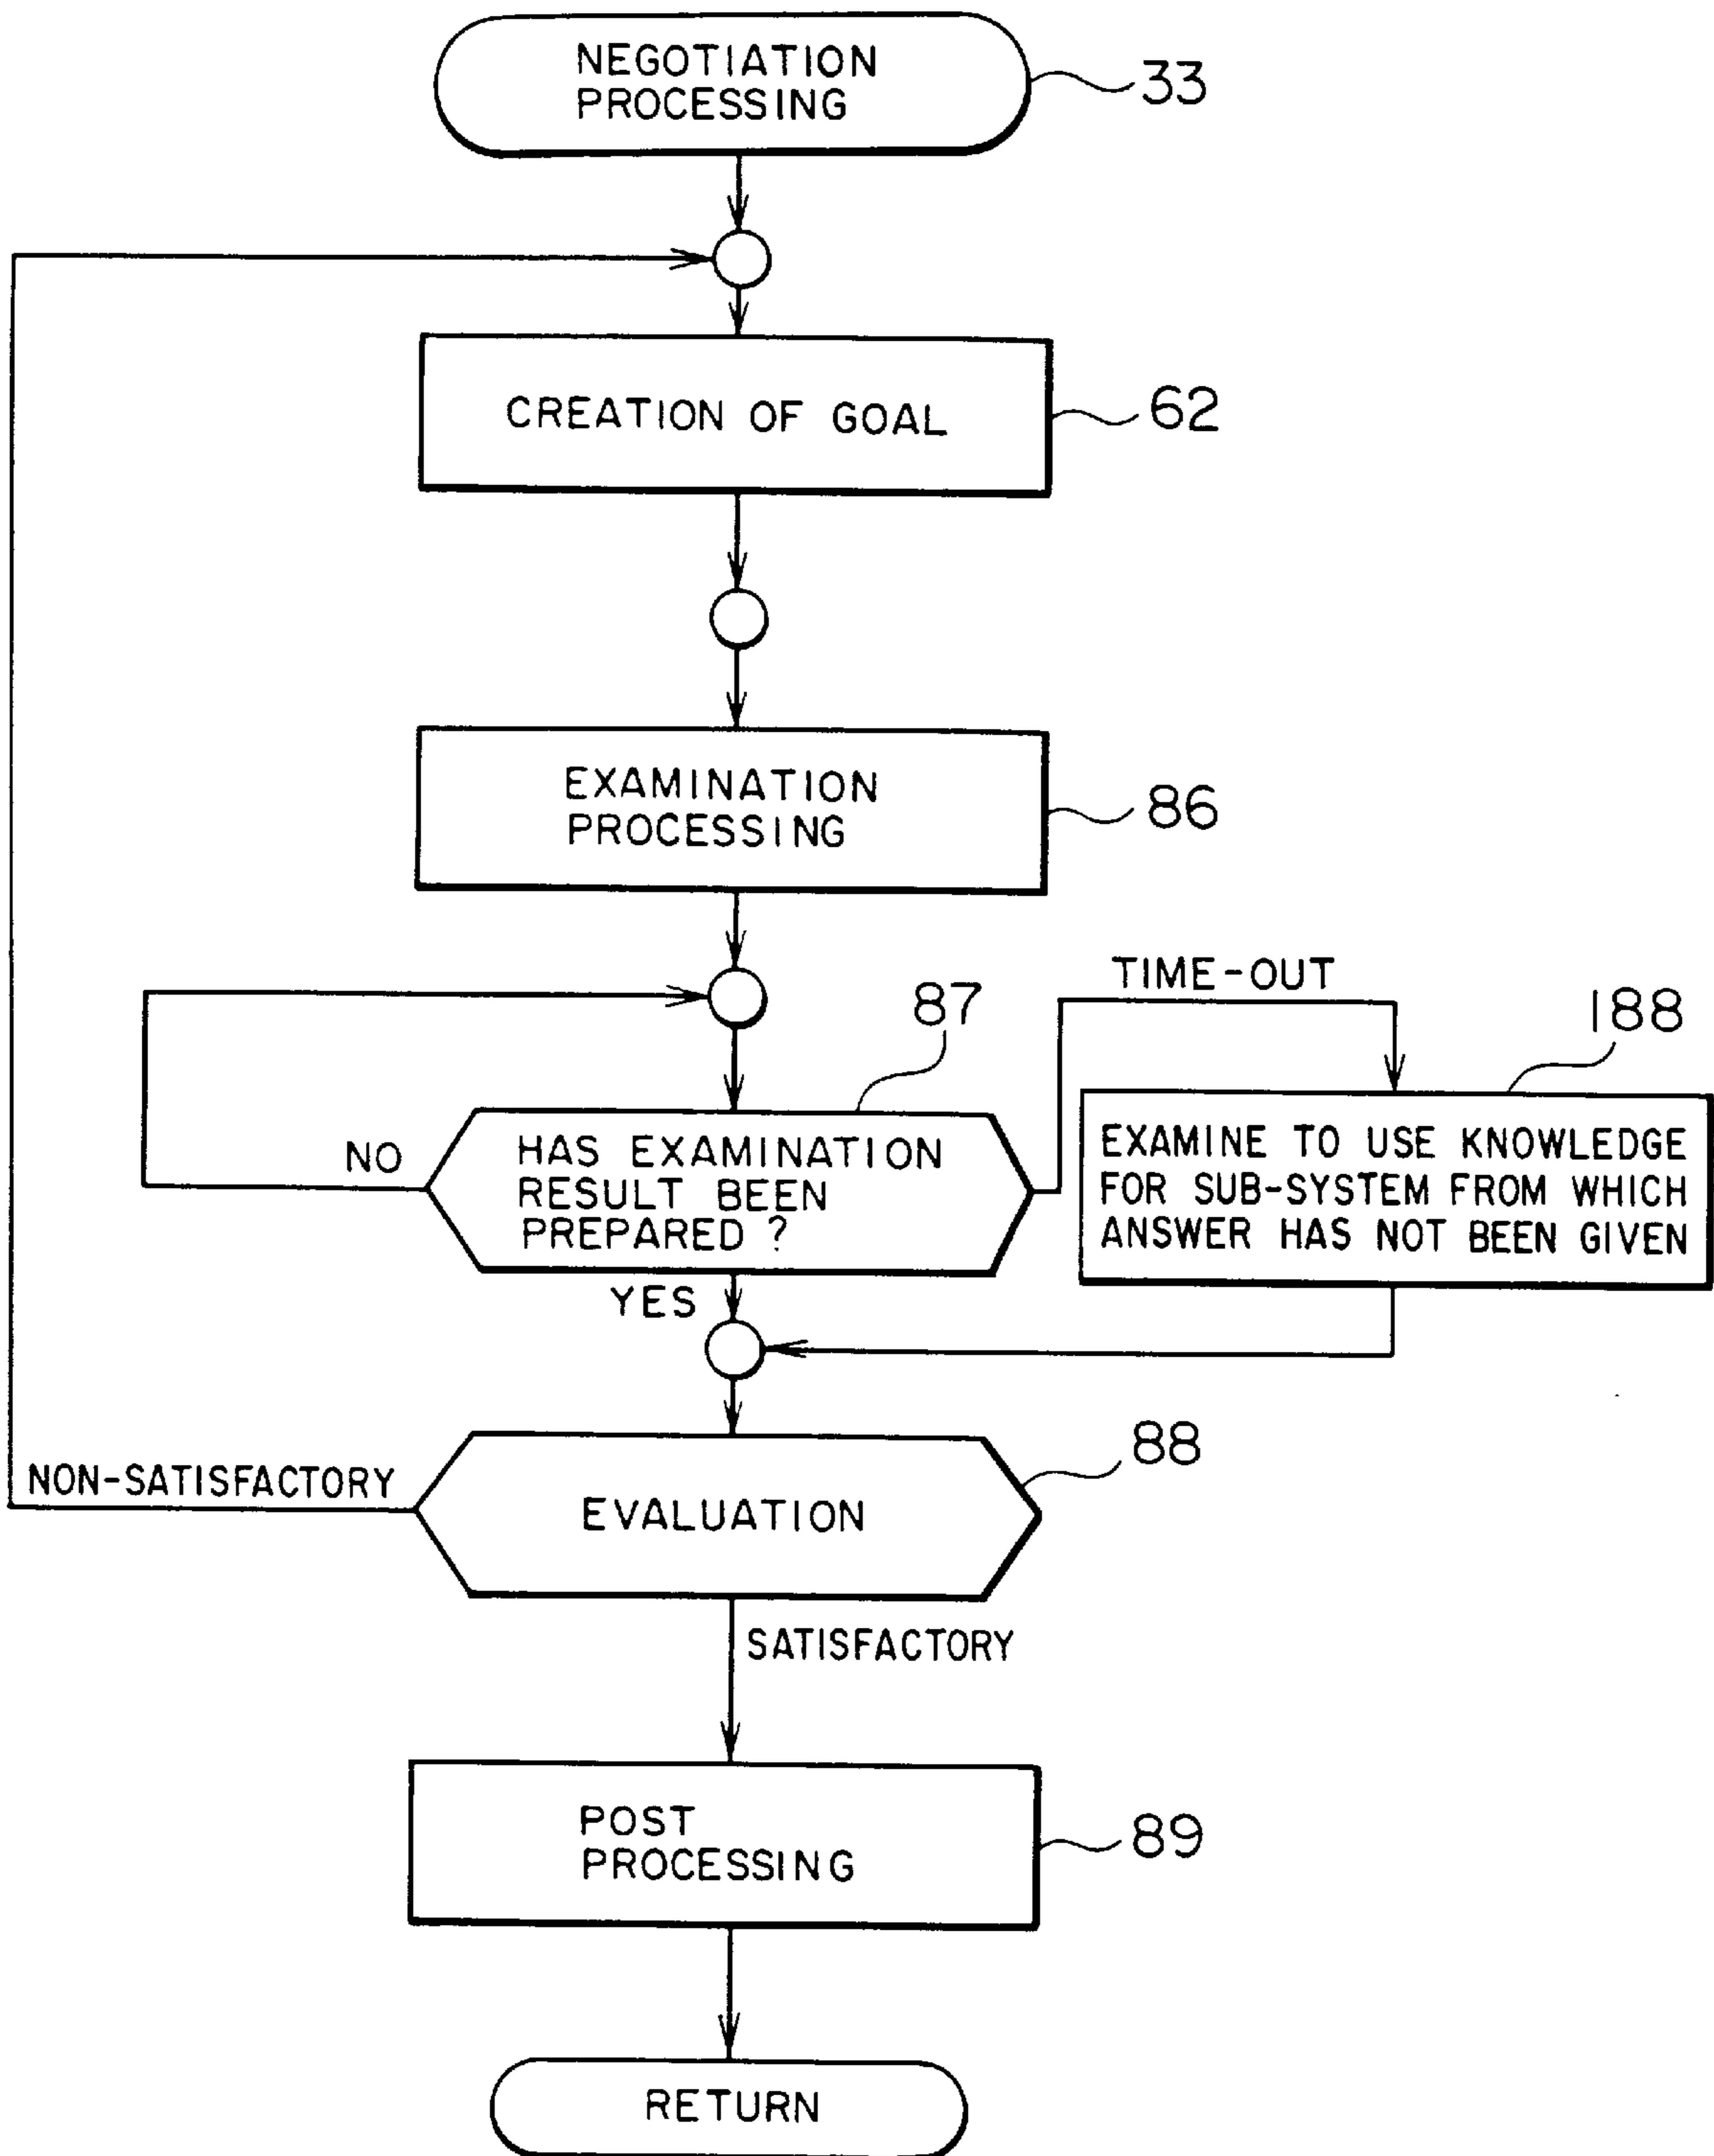 NEGOTIATION
PROCESSING
33
CREATION OF GOAL
62
EXAMINATION
PROCESSING
86
TIME-OUT
87
188
NO
HAS EXAMINATION
RESULT BEEN
PREPARED ?
EXAMINE TO USE KNOWLEDGE
FOR SUB-SYSTEM FROM WHICH
ANSWER HAS NOT BEEN GIVEN
YES
88
NON-SATISFACTORY
EVALUATION
SATISFACTORY
POST
PROCESSING
89
RETURN